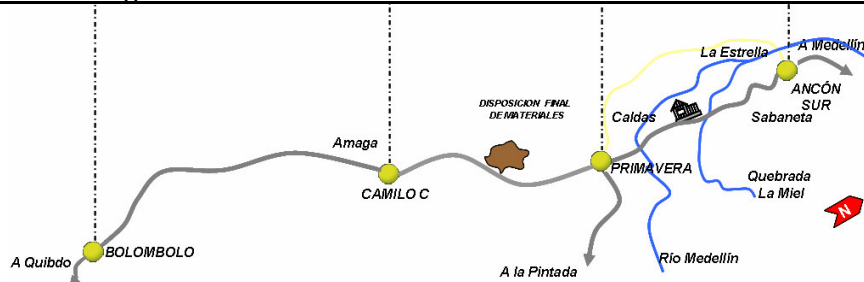 La Estrella
A Medellín
DISPOSICION FINAL
DE MATERIALES
Caldas
ANCÓN
SUR
Sabaneta
Amaga
PRIMAVERA
CAMILO C
Quebrada
La Miel
N
BOLOMBOLO
A Quibdo
A la Pintada
Río Medellín